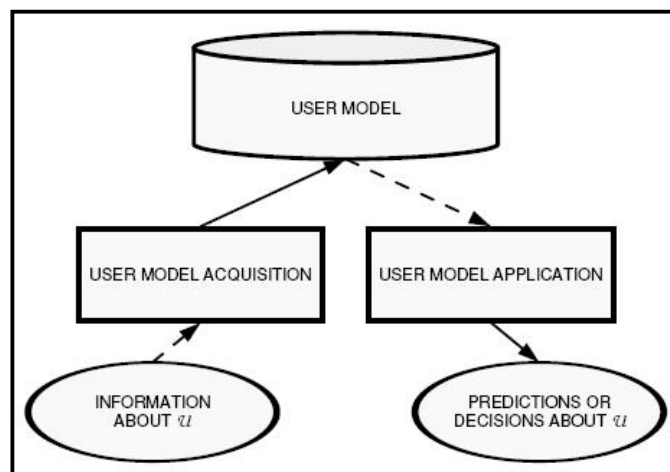 USER MODEL
USER MODEL ACQUISITION
USER MODEL APPLICATION
INFORMATION
ABOUT 𝒰
PREDICTIONS OR
DECISIONS ABOUT 𝒰